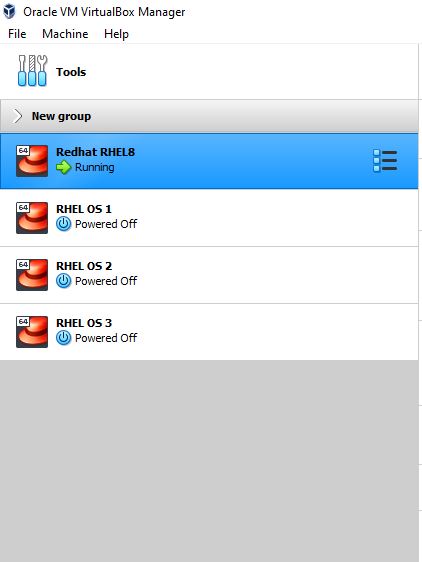 Oracle VM VirtualBox Manager
File Machine Help
Tools
New group
64
Redhat RHEL8
Running
64
RHEL OS 1
Powered Off
64
RHEL OS 2
Powered Off
64
RHEL OS 3
Powered Off